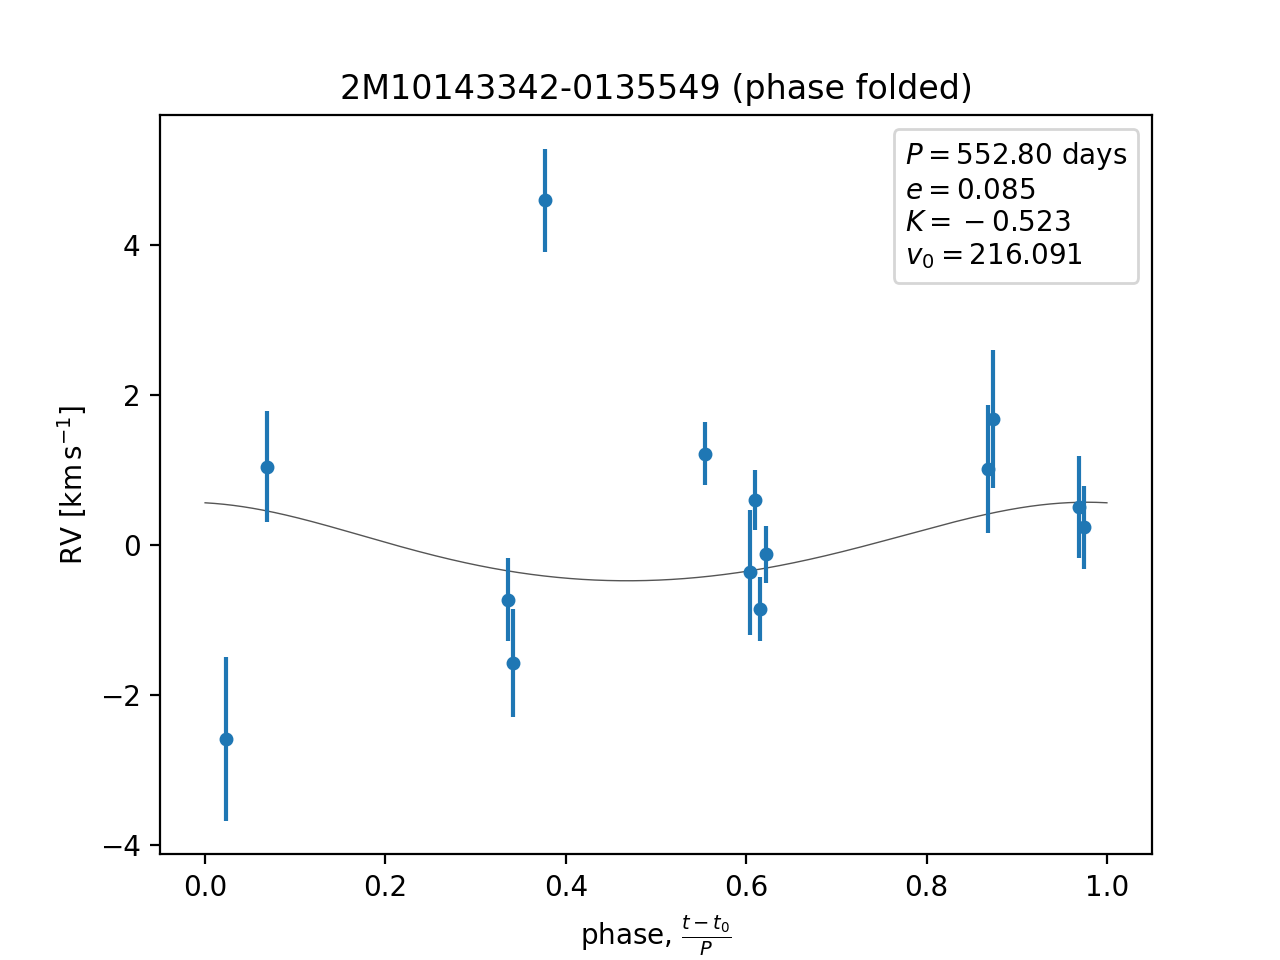 2M10143342-0135549 (phase folded)
P = 552.80 days
e = 0.085
K = −0.523
v₀ = 216.091
4
2
0
−2
−4
RV [km s⁻¹]
0.0 0.2 0.4 0.6 0.8 1.0
phase, (t − t₀)/P